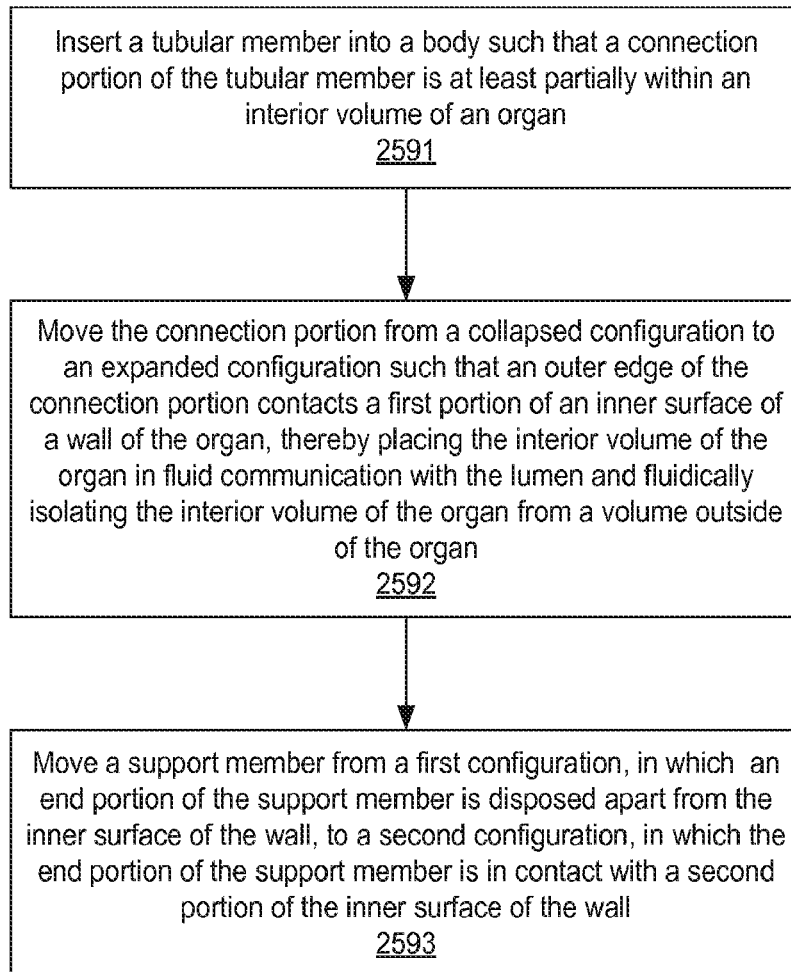 Insert a tubular member into a body such that a connection
portion of the tubular member is at least partially within an
interior volume of an organ
2591
Move the connection portion from a collapsed configuration to
an expanded configuration such that an outer edge of the
connection portion contacts a first portion of an inner surface of
a wall of the organ, thereby placing the interior volume of the
organ in fluid communication with the lumen and fluidically
isolating the interior volume of the organ from a volume outside
of the organ
2592
Move a support member from a first configuration, in which an
end portion of the support member is disposed apart from the
inner surface of the wall, to a second configuration, in which the
end portion of the support member is in contact with a second
portion of the inner surface of the wall
2593